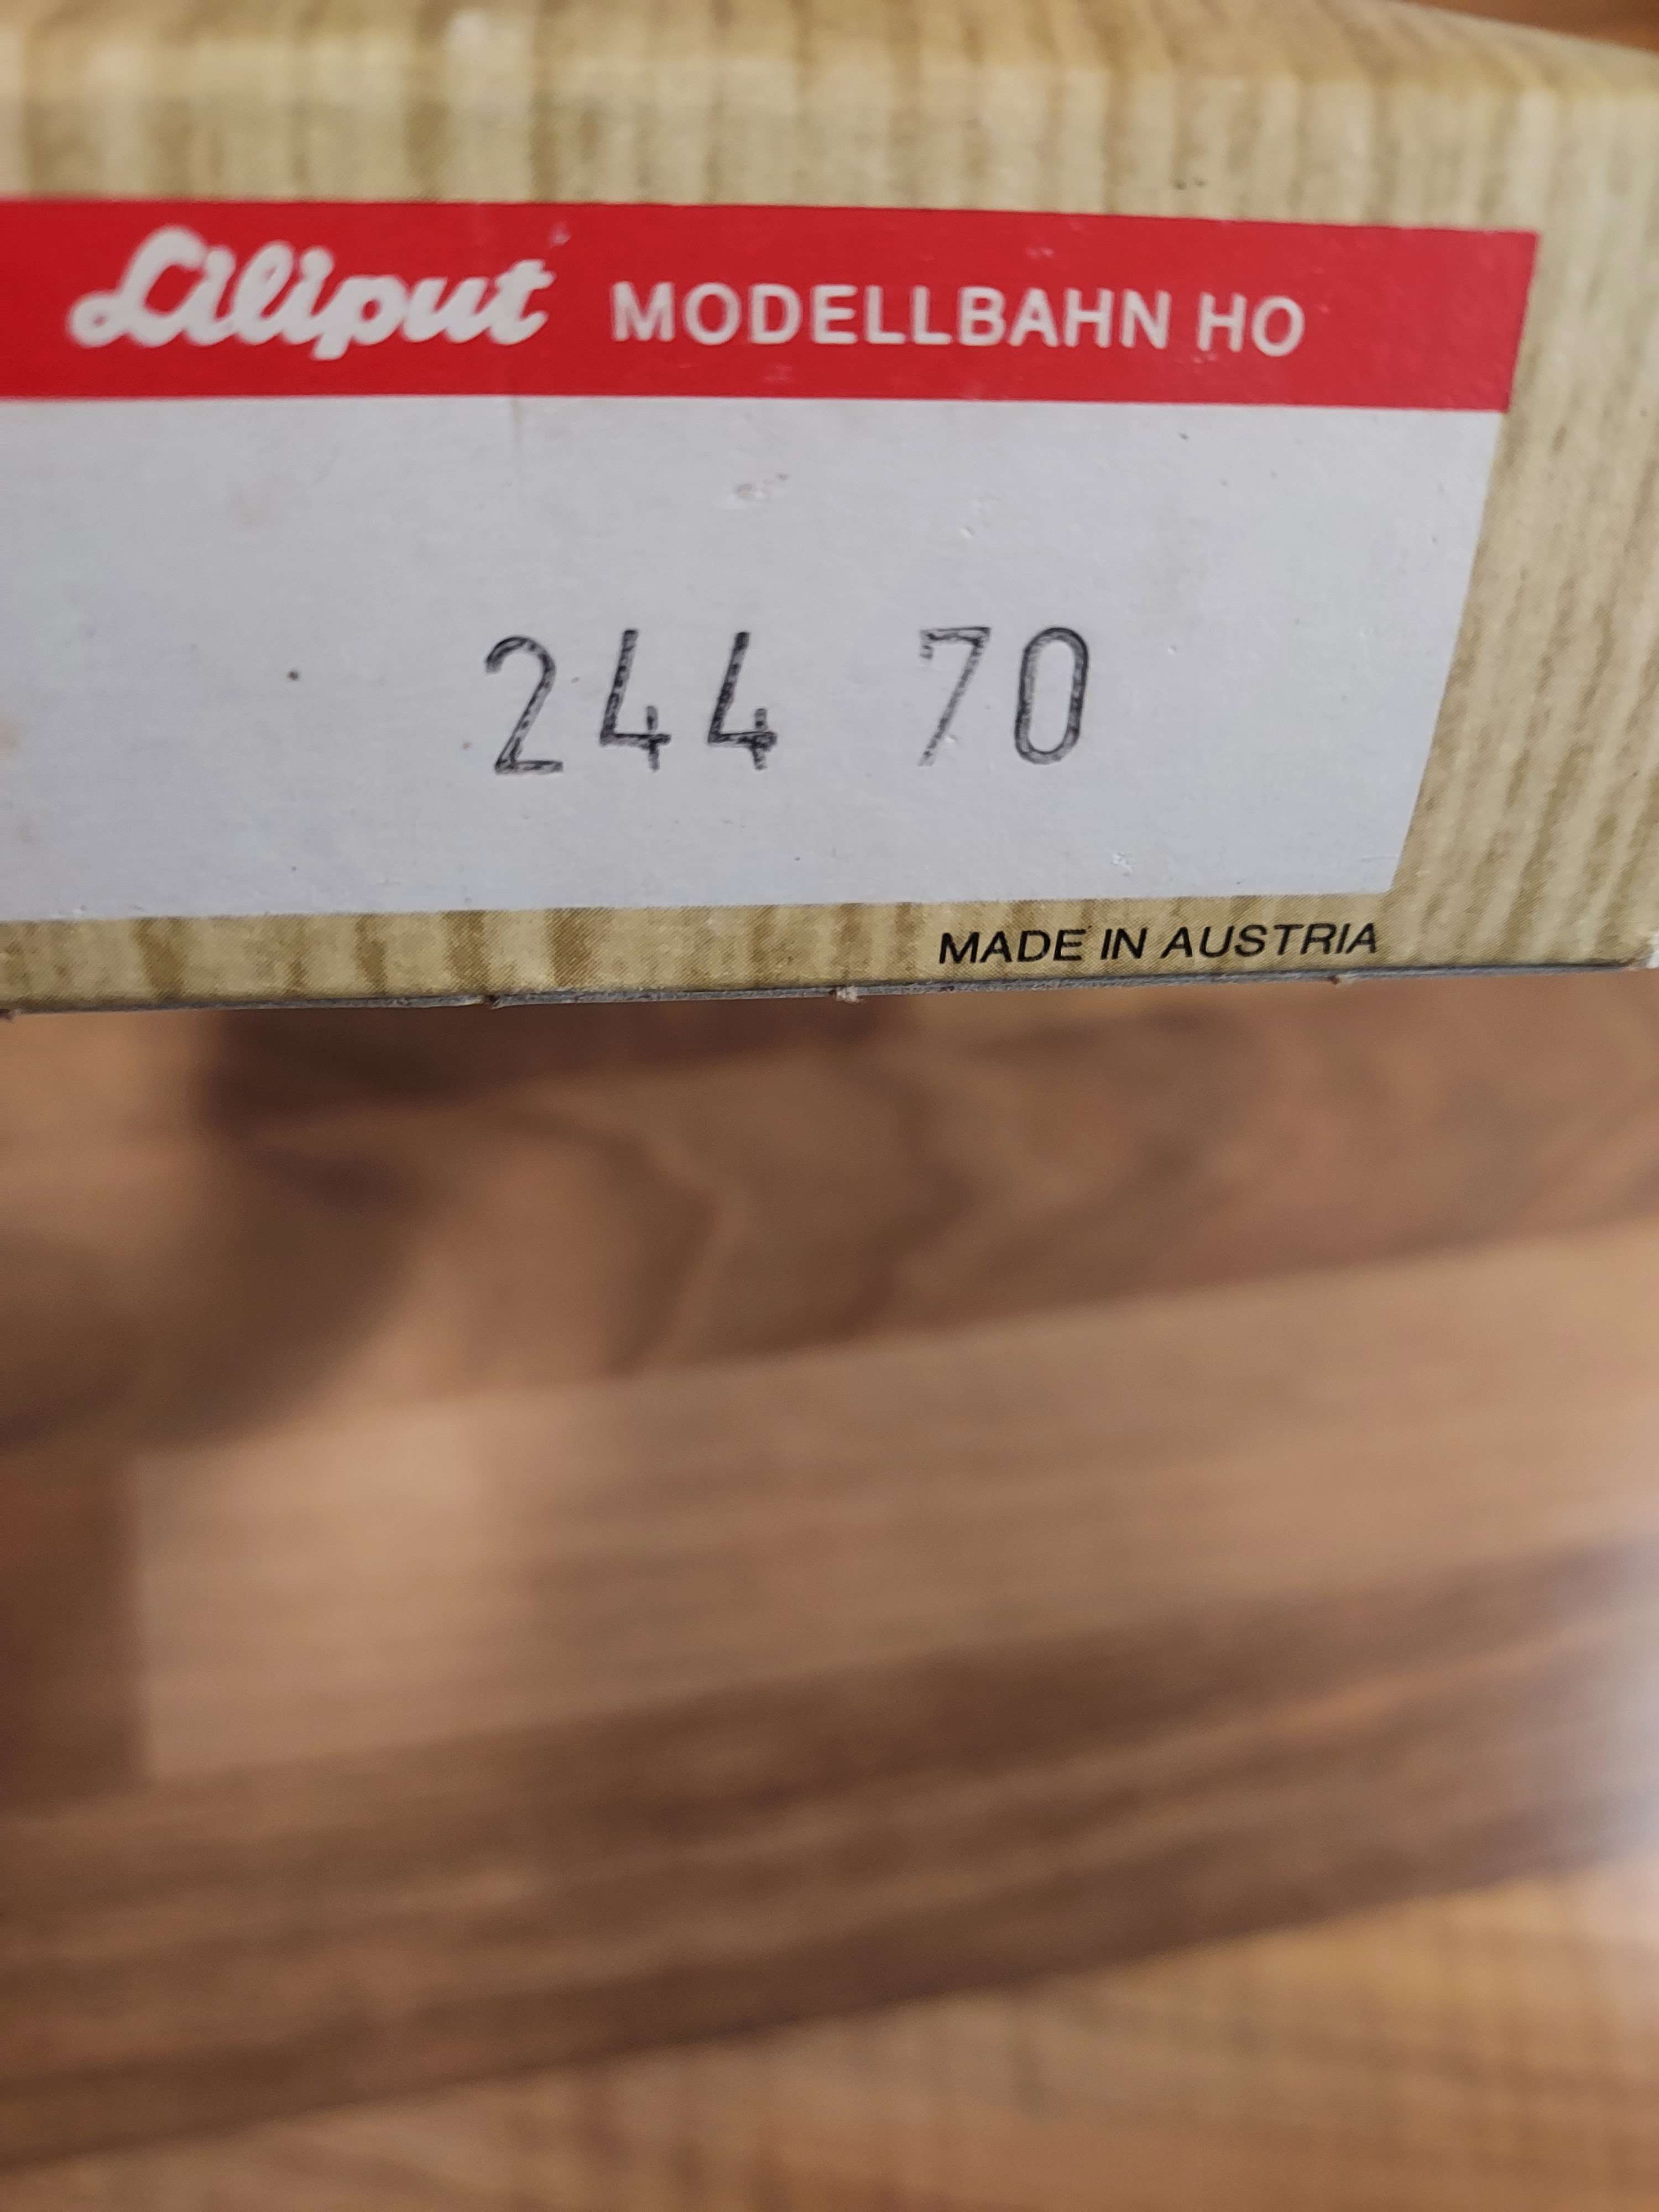 Liliput MODELLBAHN HO
244 70
MADE IN AUSTRIA